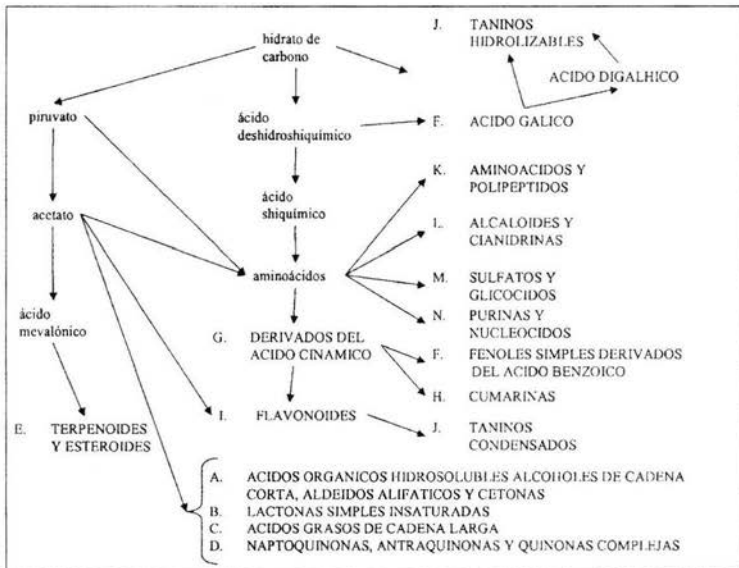 hidrato de
carbono
J. TANINOS
HIDROLIZABLES
ACIDO DIGALHICO
piruvato
ácido
deshidroshiquímico
F. ACIDO GALICO
K. AMINOACIDOS Y
POLIPEPTIDOS
acetato
ácido
shiquímico
L. ALCALOIDES Y
CIANIDRINAS
aminoácidos
M. SULFATOS Y
GLICOCIDOS
ácido
mevalónico
N. PURINAS Y
NUCLEOCIDOS
G. DERIVADOS DEL
ACIDO CINAMICO
F. FENOLES SIMPLES DERIVADOS
DEL ACIDO BENZOICO
H. CUMARINAS
E. TERPENOIDES
Y ESTEROIDES
I. FLAVONOIDES
J. TANINOS
CONDENSADOS
A. ACIDOS ORGANICOS HIDROSOLUBLES ALCOHOLES DE CADENA
CORTA, ALDEIDOS ALIFATICOS Y CETONAS
B. LACTONAS SIMPLES INSATURADAS
C. ACIDOS GRASOS DE CADENA LARGA
D. NAPTOQUINONAS, ANTRAQUINONAS Y QUINONAS COMPLEJAS